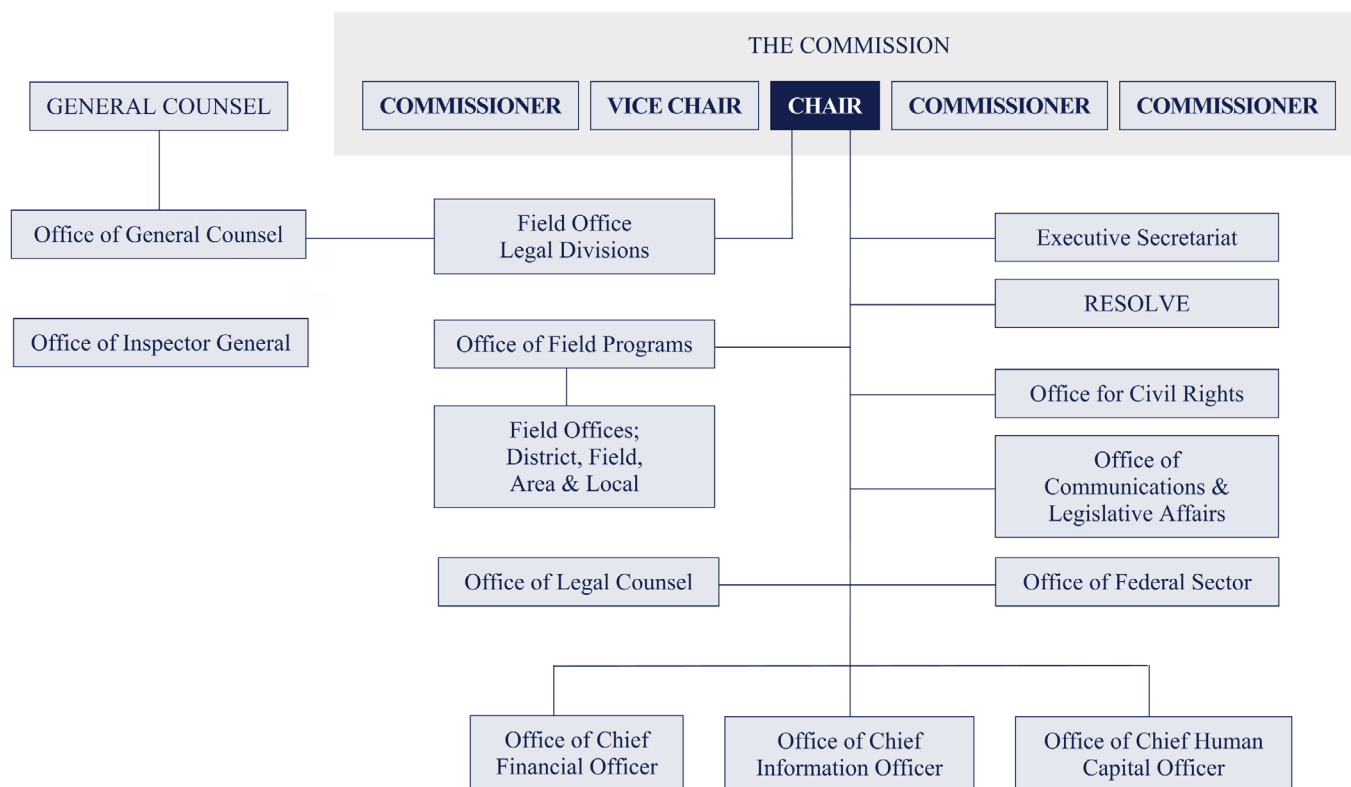 THE COMMISSION
GENERAL COUNSEL
COMMISSIONER
VICE CHAIR
CHAIR
COMMISSIONER
COMMISSIONER
Office of General Counsel
Field Office
Legal Divisions
Executive Secretariat
RESOLVE
Office of Inspector General
Office of Field Programs
Office for Civil Rights
Field Offices;
District, Field,
Area & Local
Office of
Communications &
Legislative Affairs
Office of Legal Counsel
Office of Federal Sector
Office of Chief
Financial Officer
Office of Chief
Information Officer
Office of Chief Human
Capital Officer